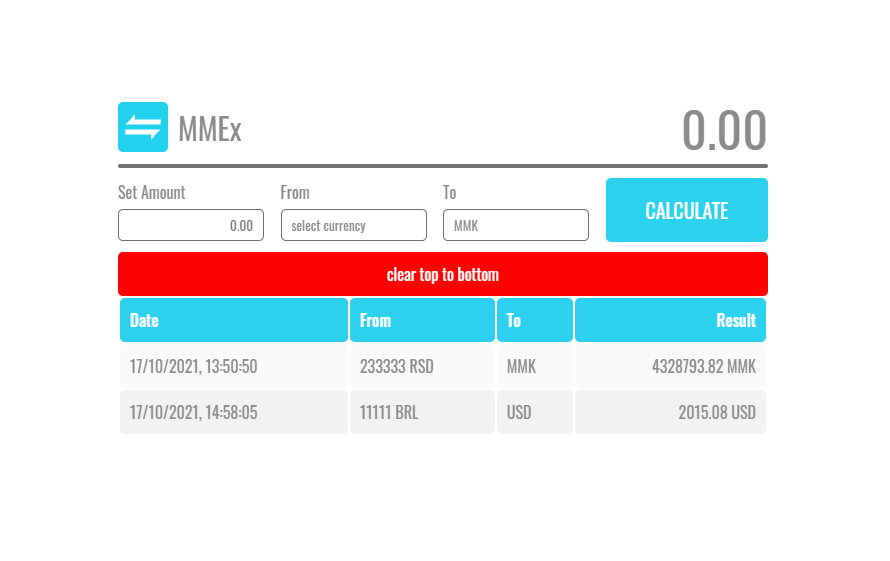 MMEx 0.00
Set Amount From To
0.00 select currency MMK CALCULATE
clear top to bottom
Date From To Result
17/10/2021, 13:50:50 233333 RSD MMK 4328793.82 MMK
17/10/2021, 14:58:05 11111 BRL USD 2015.08 USD